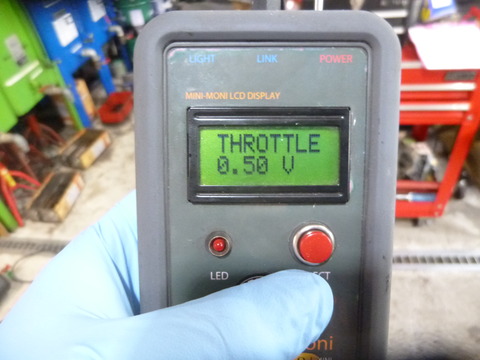 LIGHT LINK POWER
MINI-MONI LCD DISPLAY
THROTTLE
0.50 V
LED